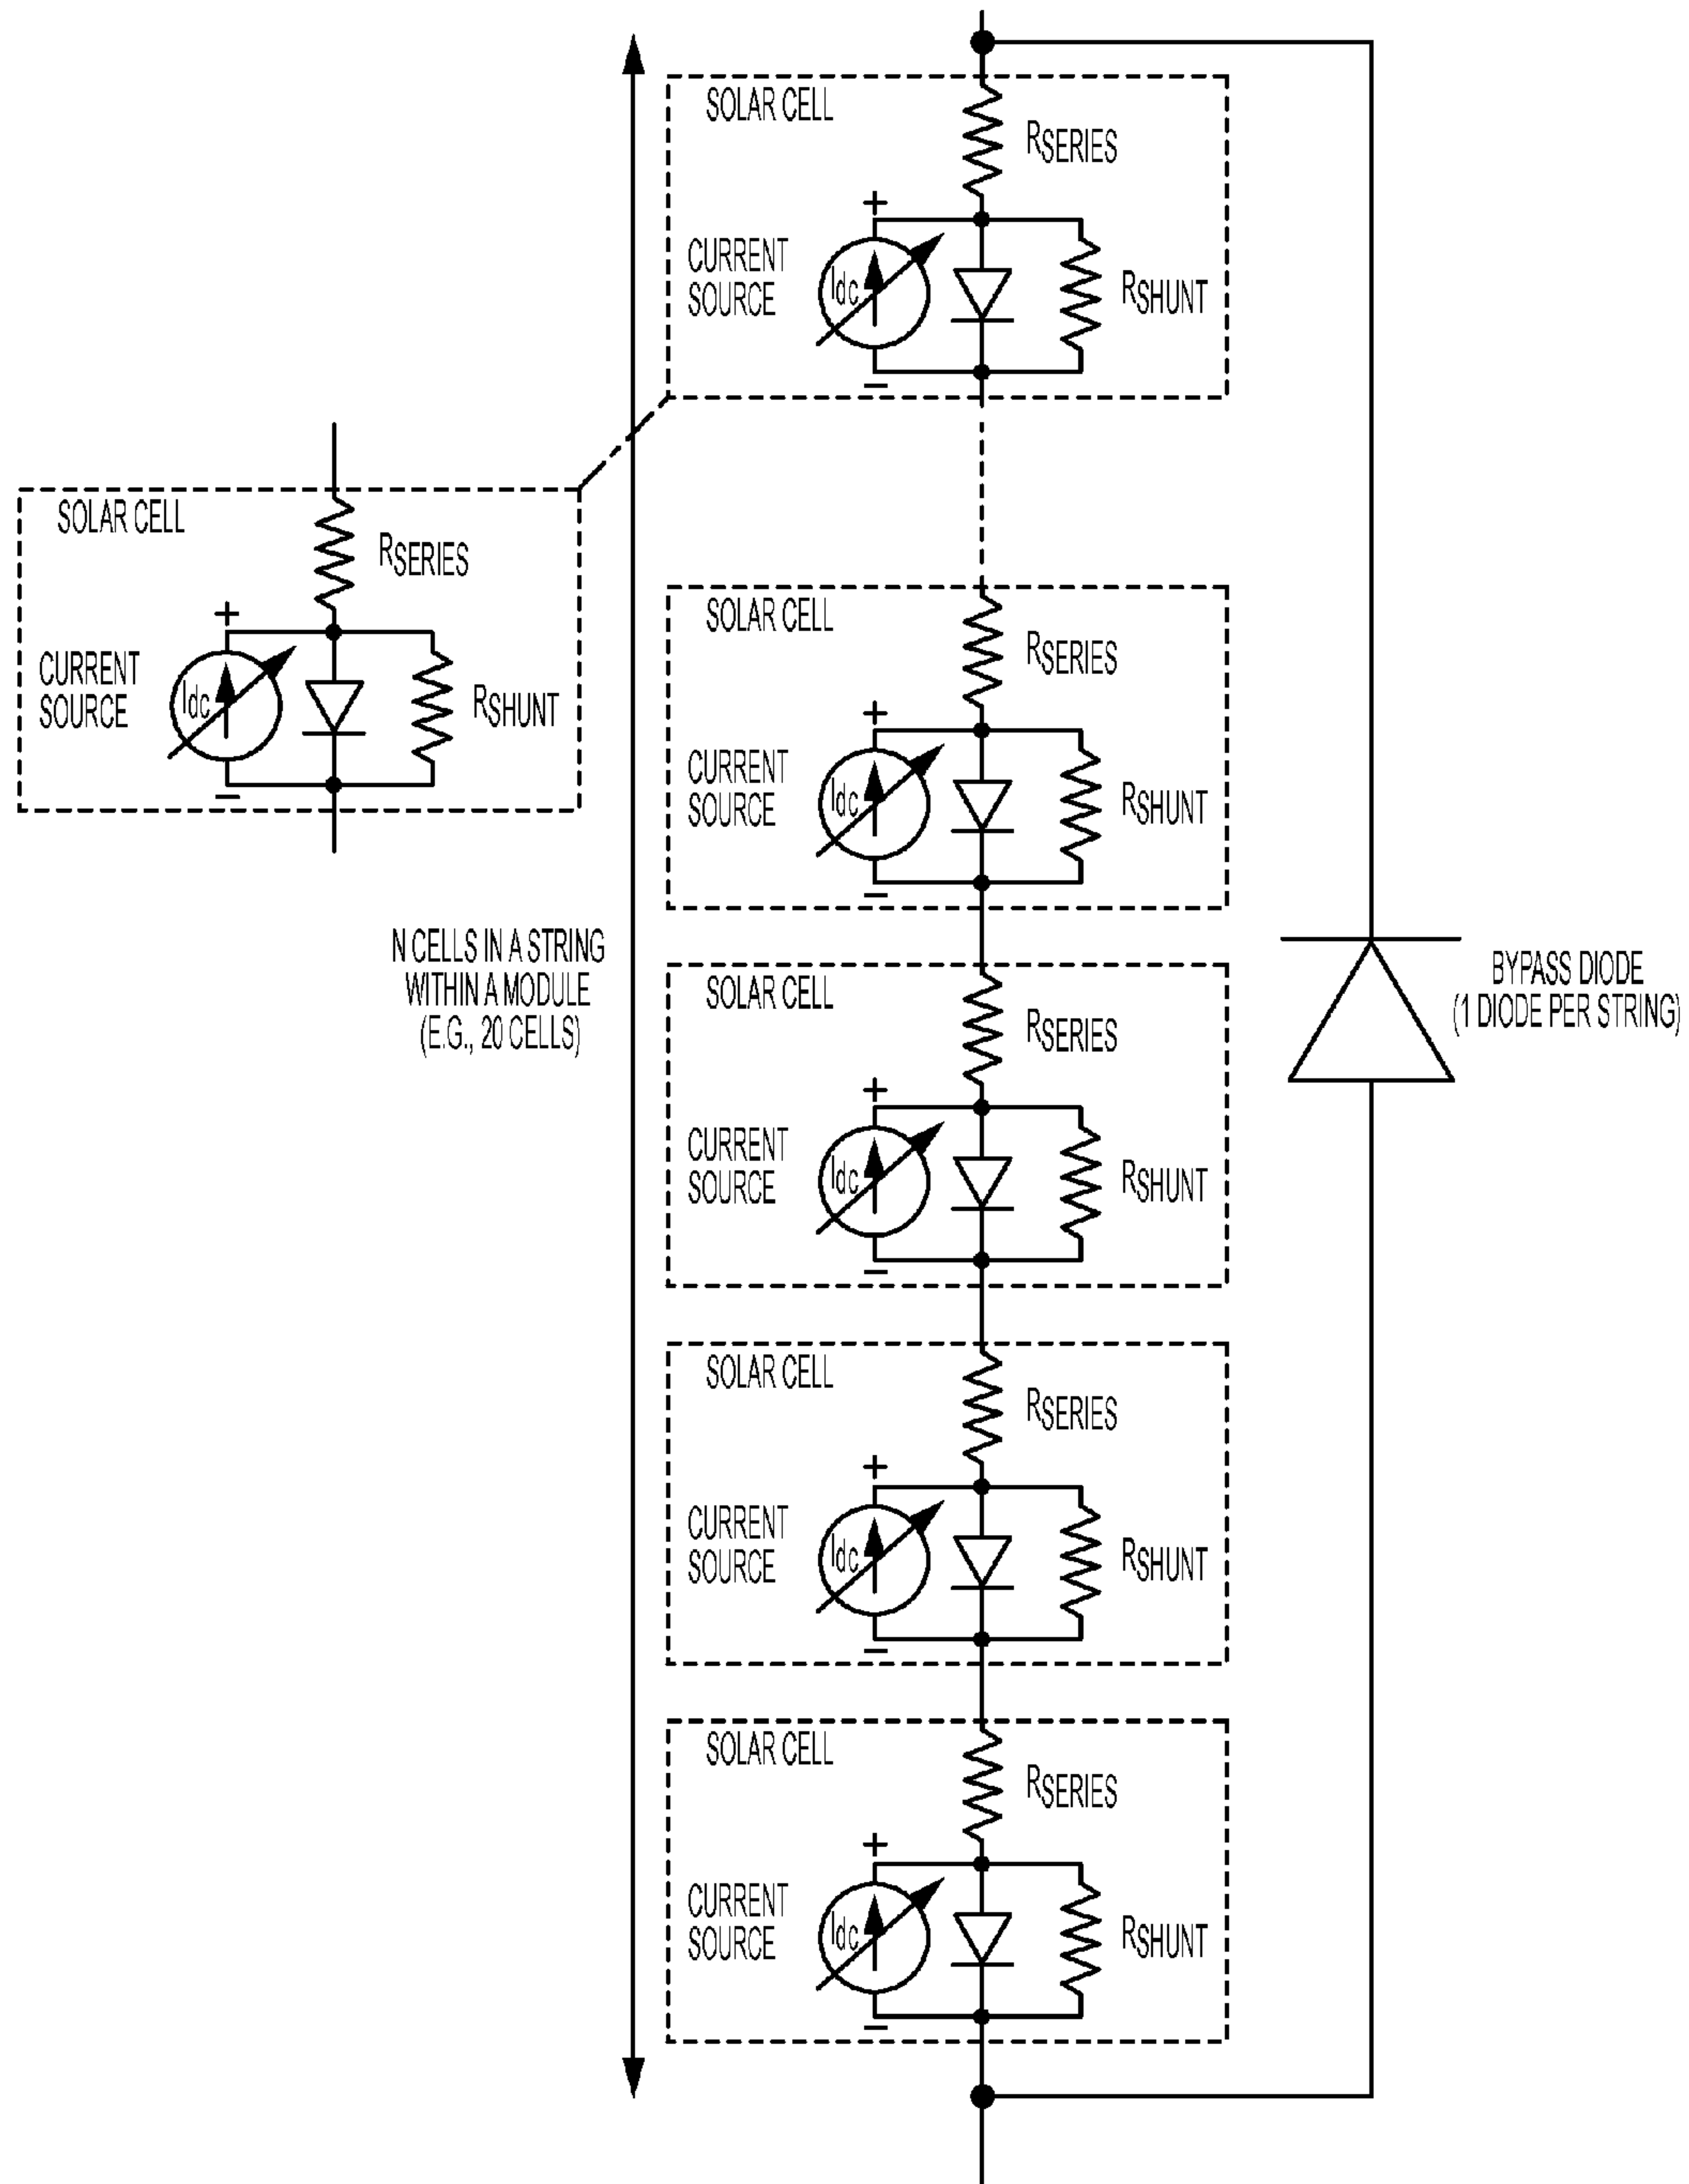 SOLAR CELL
RSERIES
+
CURRENT
SOURCE
Idc
RSHUNT
−
SOLAR CELL
RSERIES
+
CURRENT
SOURCE
Idc
RSHUNT
−
N CELLS IN A STRING
WITHIN A MODULE
(E.G., 20 CELLS)
SOLAR CELL
RSERIES
+
CURRENT
SOURCE
Idc
RSHUNT
−
BYPASS DIODE
(1 DIODE PER STRING)
SOLAR CELL
RSERIES
+
CURRENT
SOURCE
Idc
RSHUNT
−
SOLAR CELL
RSERIES
+
CURRENT
SOURCE
Idc
RSHUNT
−
SOLAR CELL
RSERIES
+
CURRENT
SOURCE
Idc
RSHUNT
−